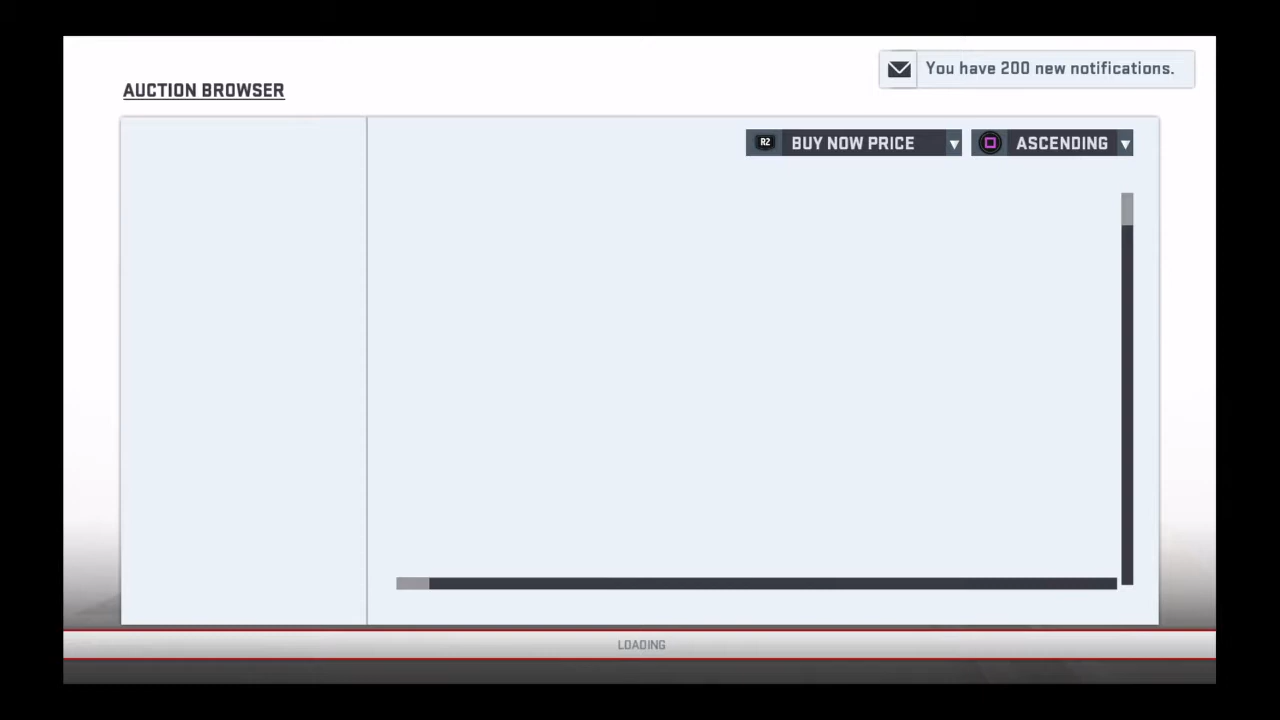 You have 200 new notifications.
AUCTION BROWSER
R2 BUY NOW PRICE
ASCENDING
LOADING